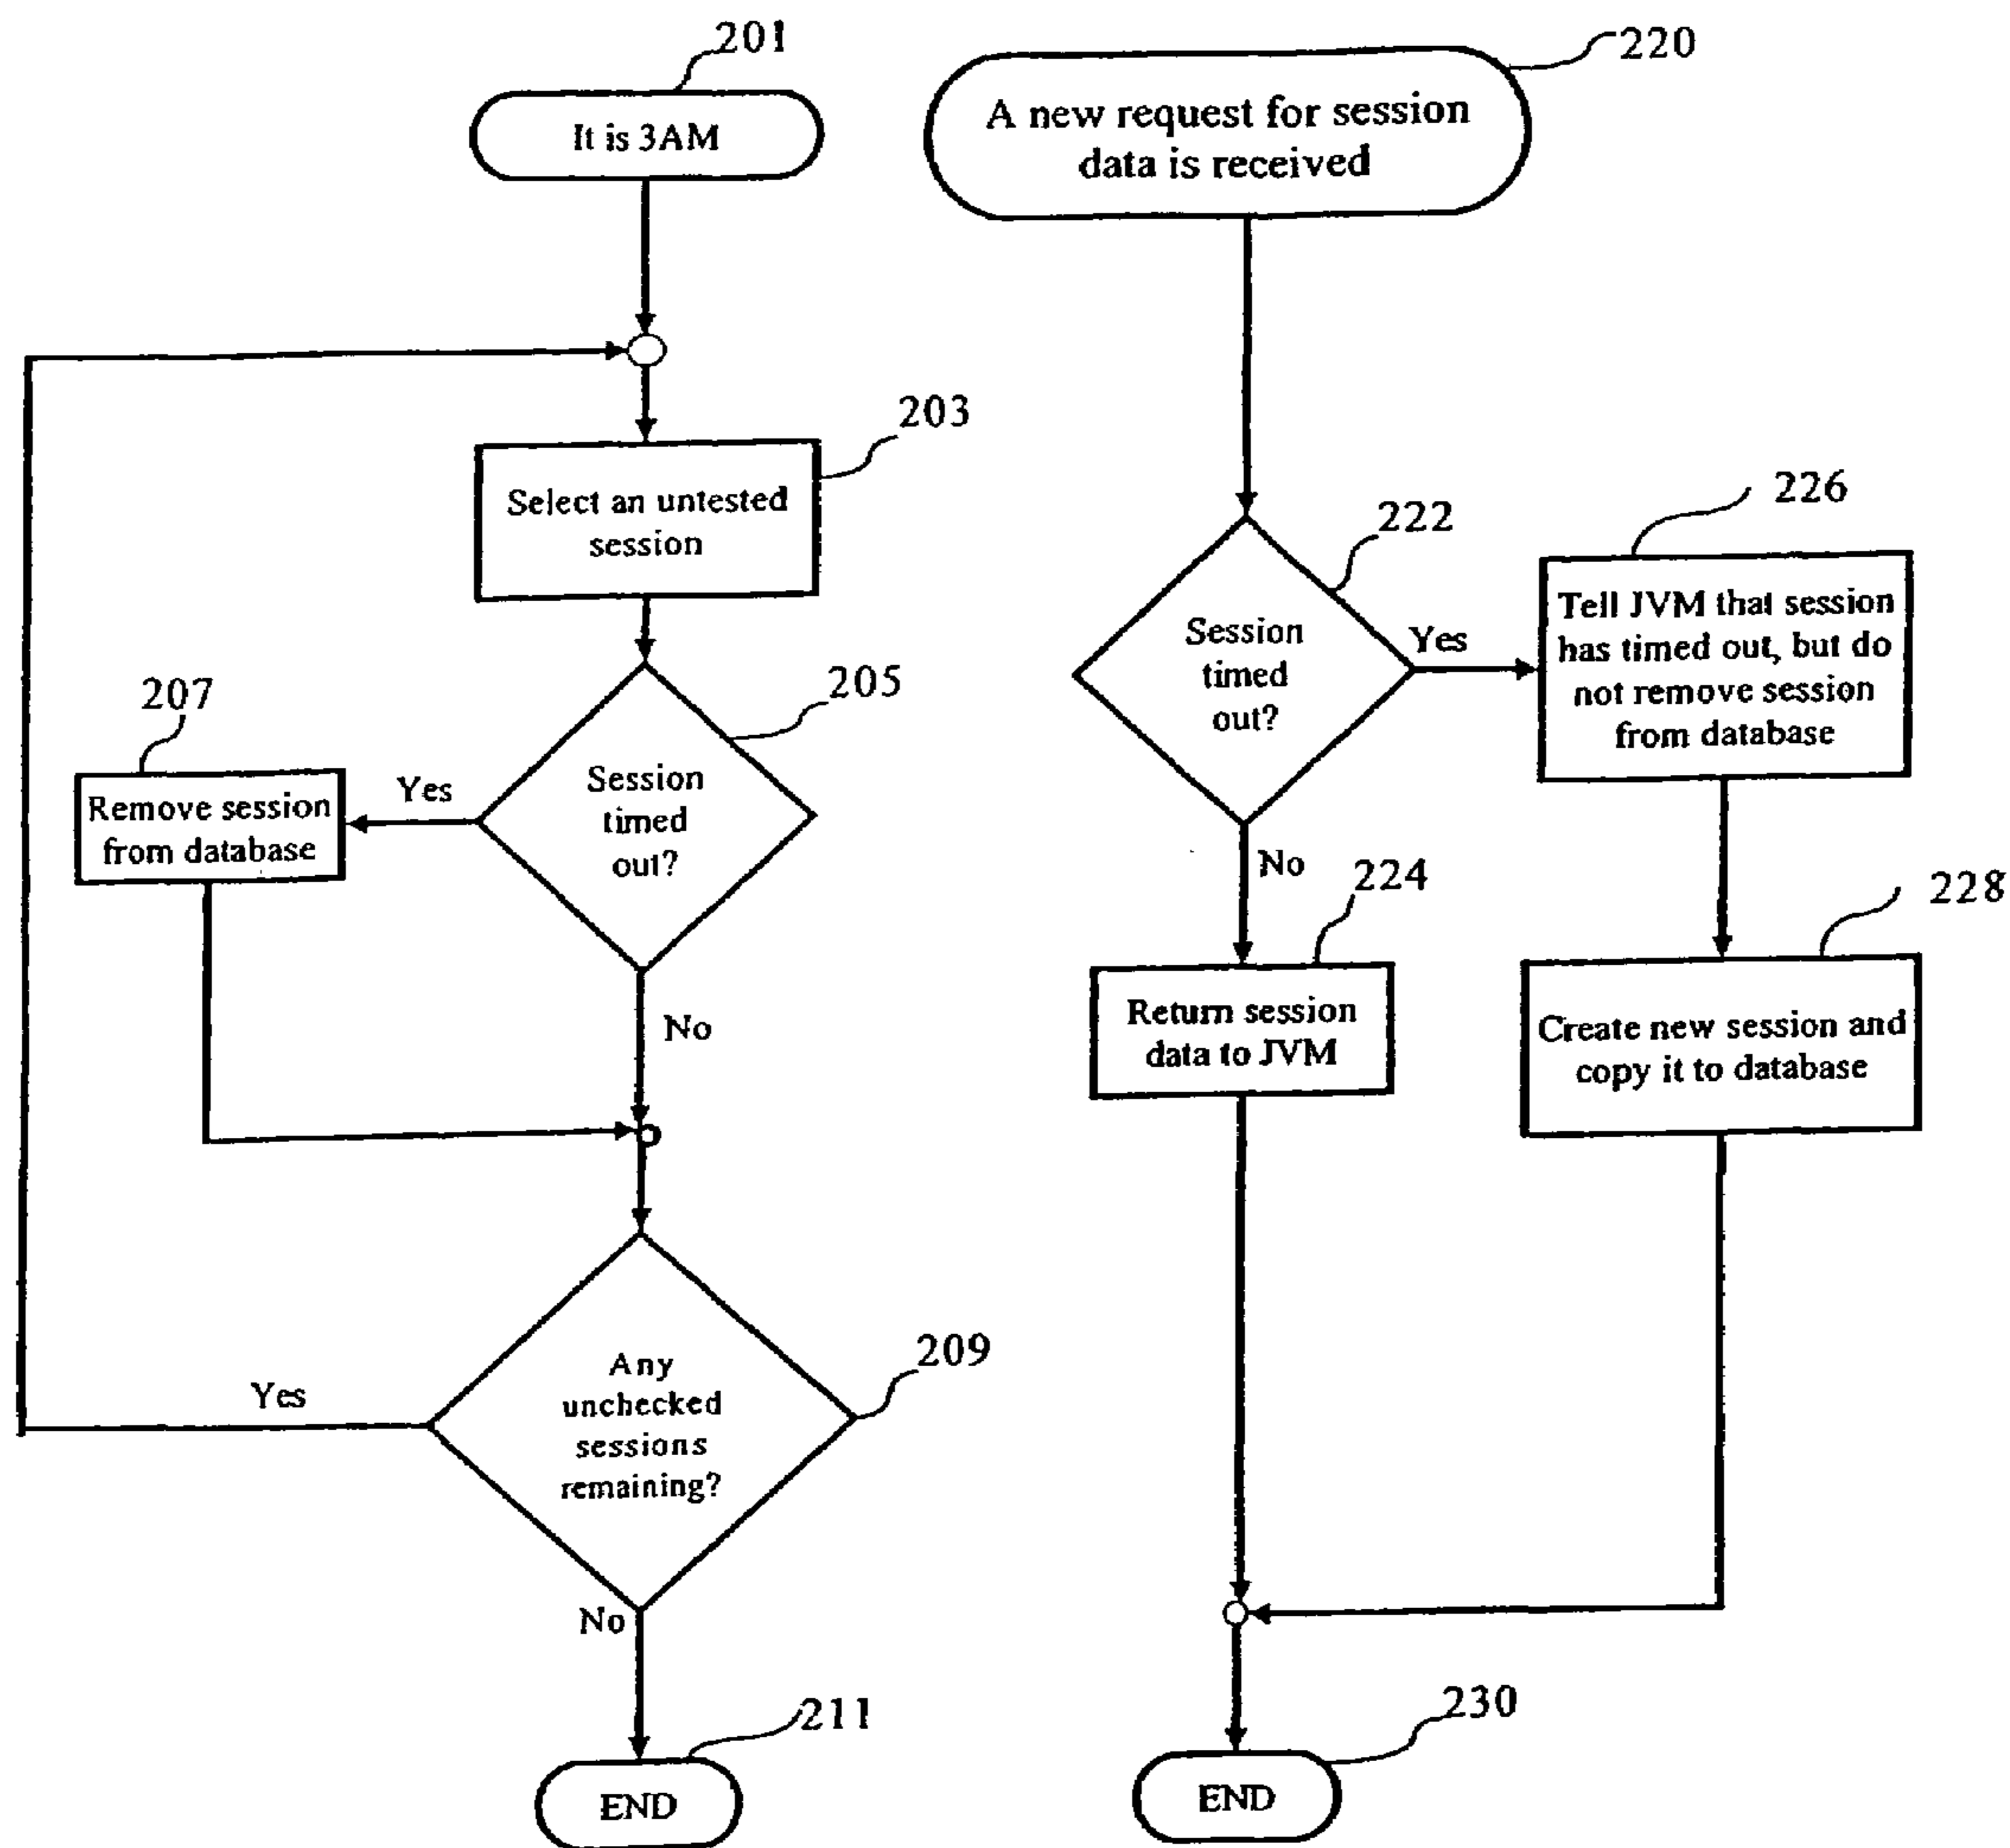 201
It is 3AM
203
Select an untested
session
205
Session
timed
out?
Yes
207
Remove session
from database
No
209
Any
unchecked
sessions
remaining?
Yes
No
211
END
220
A new request for session
data is received
222
Session
timed
out?
Yes
226
Tell JVM that session
has timed out, but do
not remove session
from database
No
224
Return session
data to JVM
228
Create new session and
copy it to database
230
END